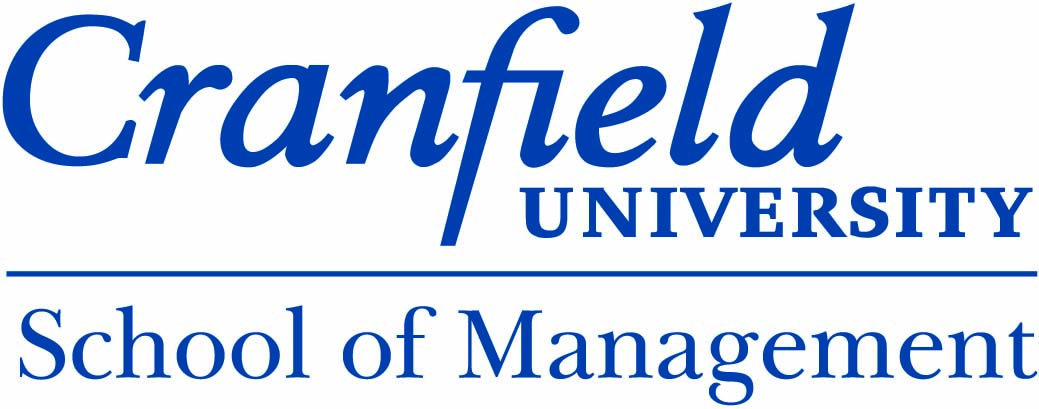 Cranfield
UNIVERSITY
School of Management